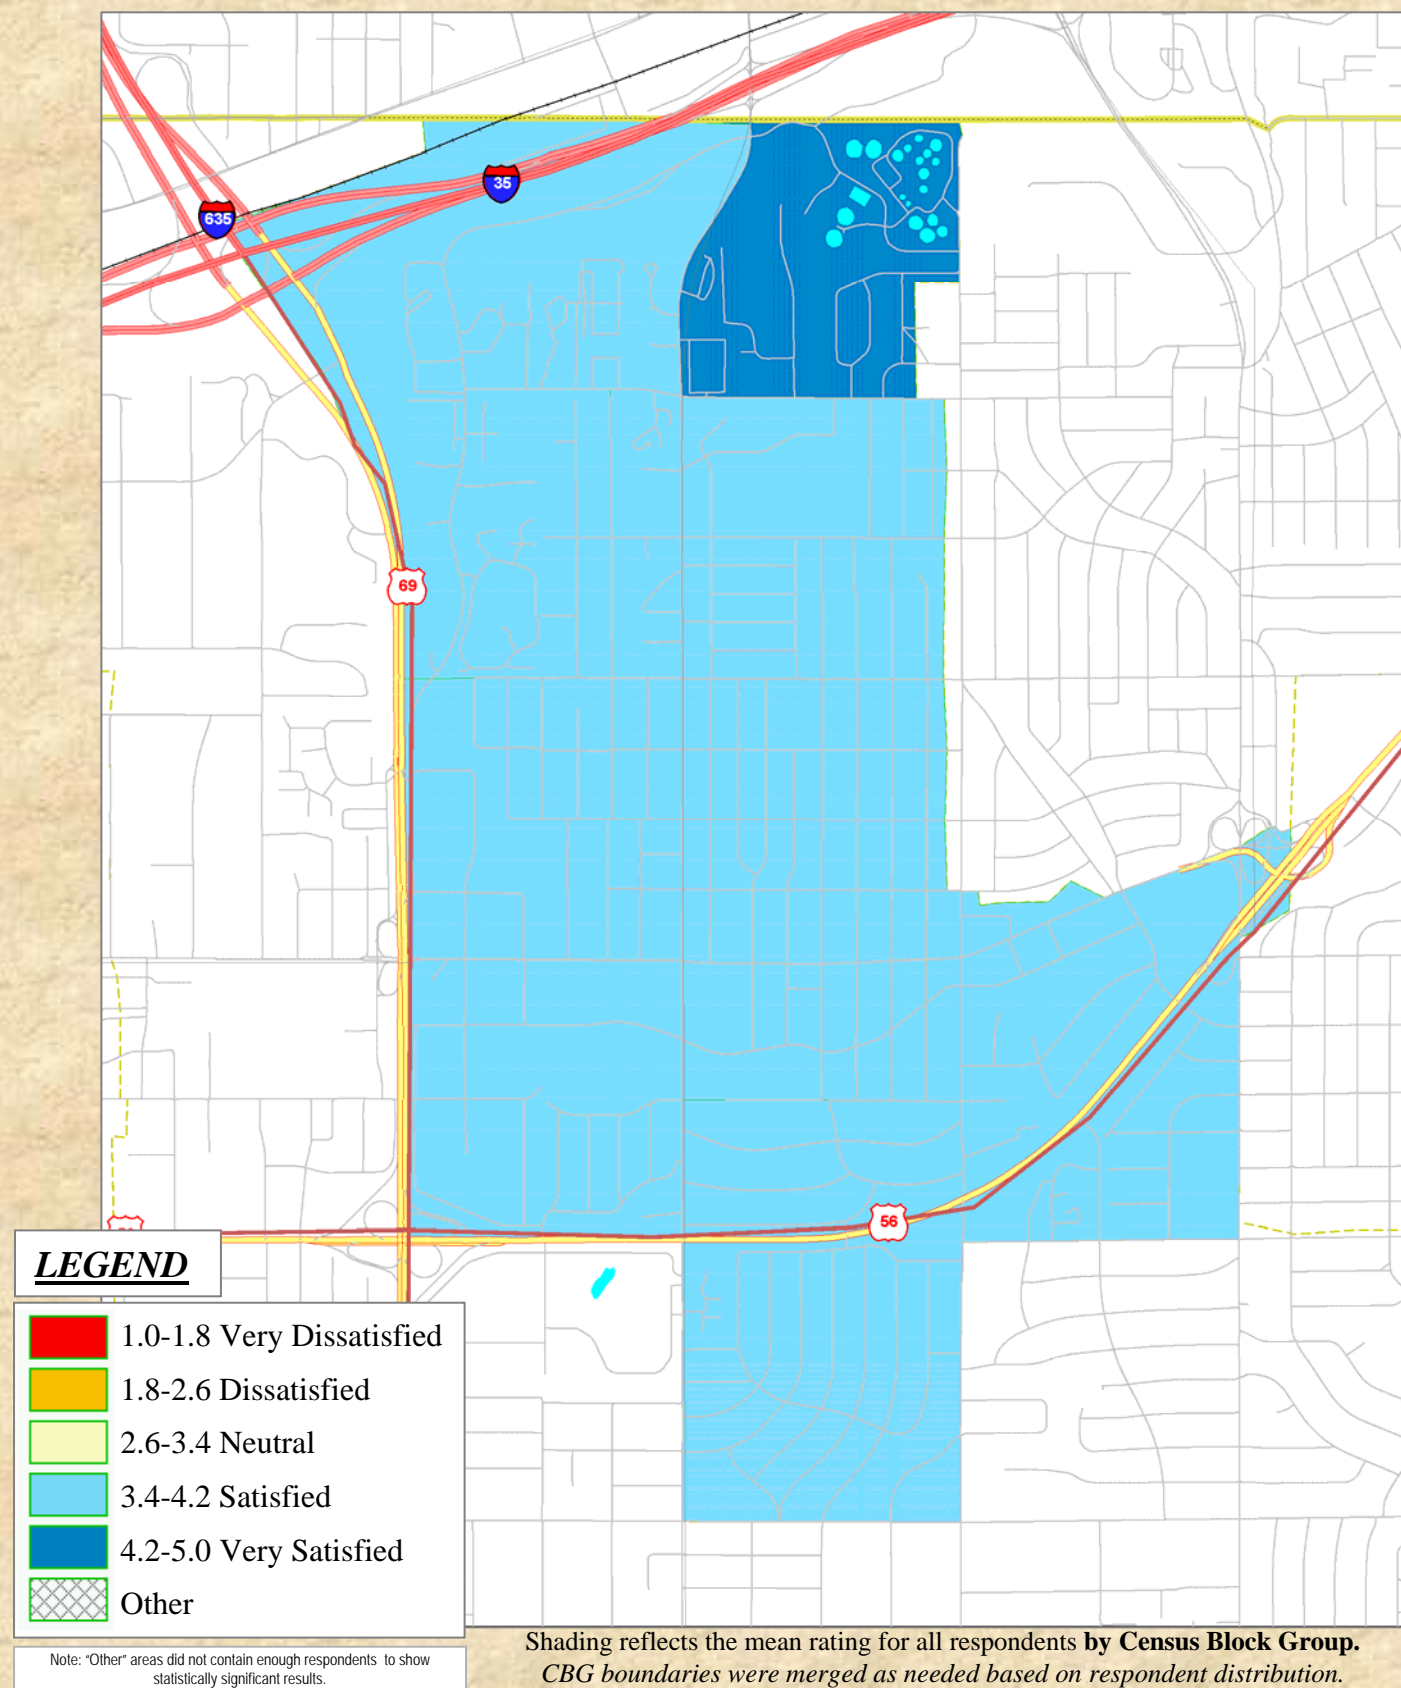 35
635
69
56
LEGEND
1.0-1.8 Very Dissatisfied
1.8-2.6 Dissatisfied
2.6-3.4 Neutral
3.4-4.2 Satisfied
4.2-5.0 Very Satisfied
Other
Note: “Other” areas did not contain enough respondents to show
statistically significant results.
Shading reflects the mean rating for all respondents by Census Block Group.
CBG boundaries were merged as needed based on respondent distribution.